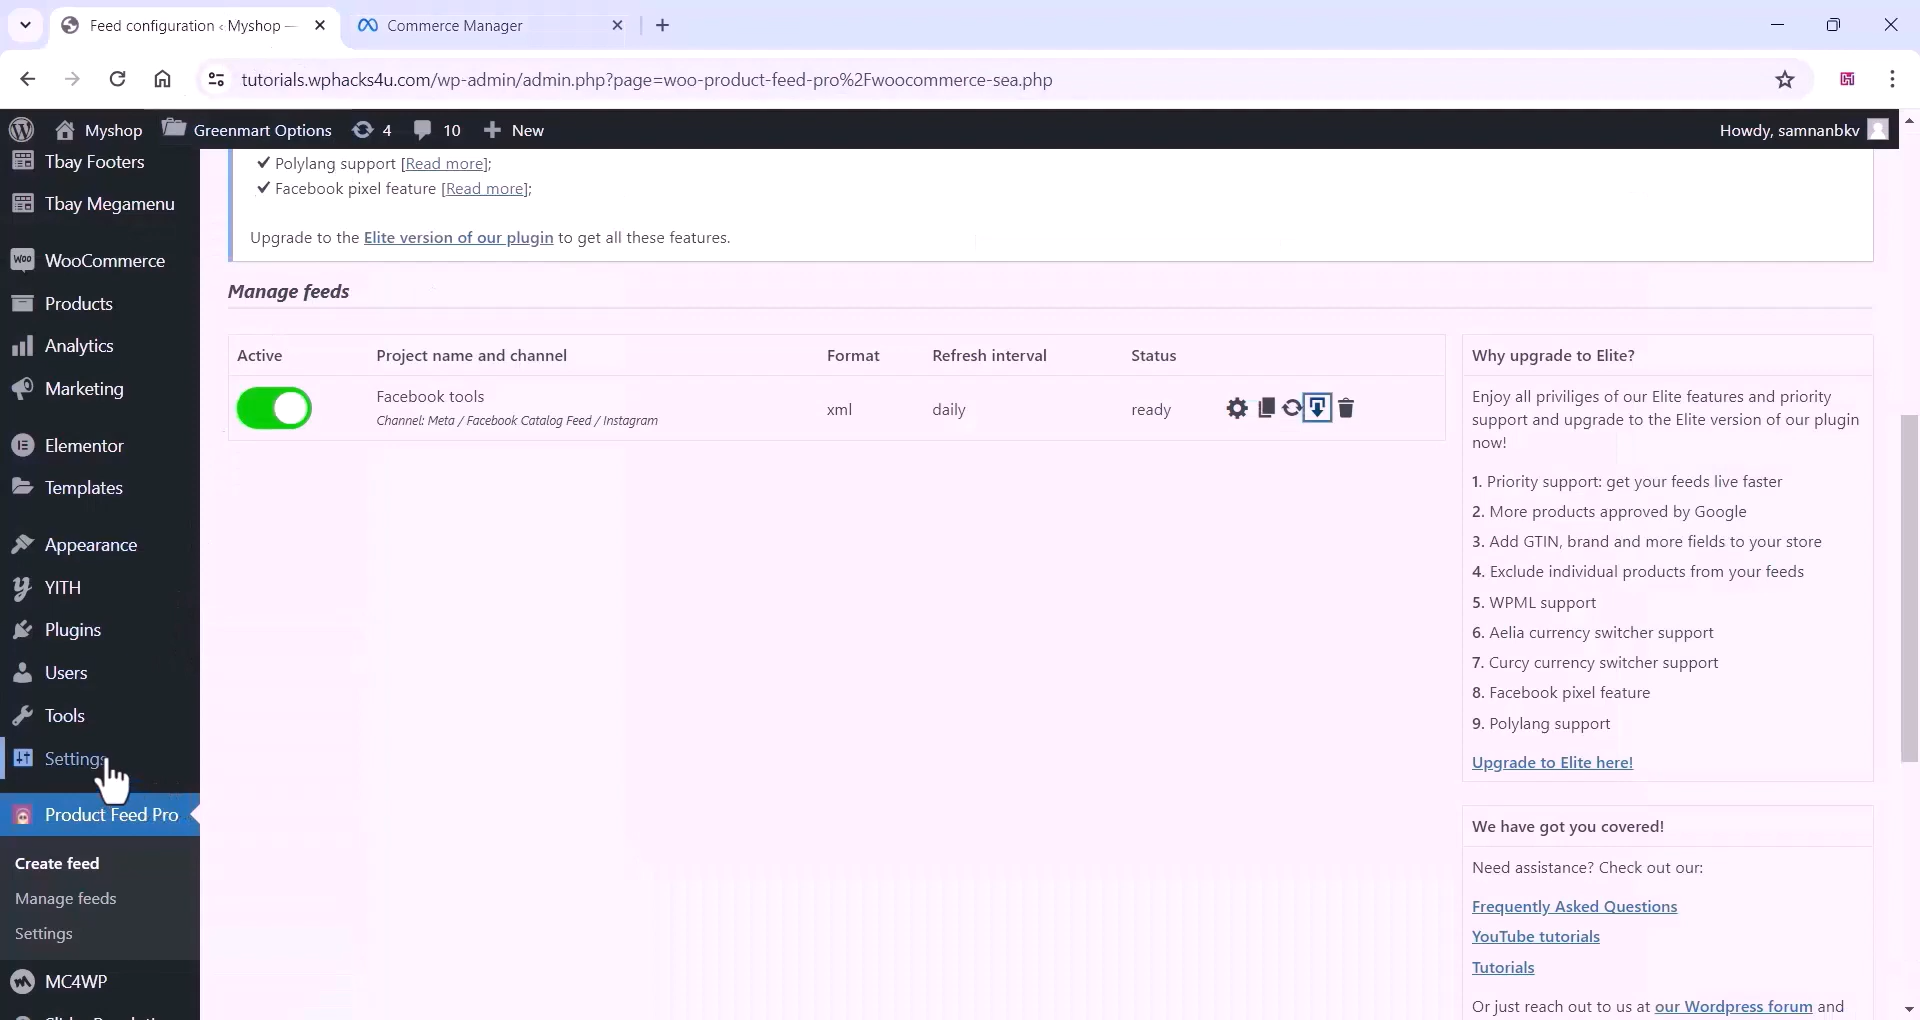 Feed configuration ‹ Myshop —
Commerce Manager
tutorials.wphacks4u.com/wp-admin/admin.php?page=woo-product-feed-pro%2Fwoocommerce-sea.php
Myshop
Greenmart Options
4
10
New
Howdy, samnanbkv
Tbay Footers
Tbay Megamenu
WooCommerce
Products
Analytics
Marketing
Elementor
Templates
Appearance
YITH
Plugins
Users
Tools
Settings
Product Feed Pro
Create feed
Manage feeds
Settings
MC4WP
✔ Polylang support [Read more];
✔ Facebook pixel feature [Read more];
Upgrade to the Elite version of our plugin to get all these features.
Manage feeds
Active Project name and channel Format Refresh interval Status
Facebook tools
Channel: Meta / Facebook Catalog Feed / Instagram
xml daily ready
Why upgrade to Elite?
Enjoy all priviliges of our Elite features and priority
support and upgrade to the Elite version of our plugin
now!
1. Priority support: get your feeds live faster
2. More products approved by Google
3. Add GTIN, brand and more fields to your store
4. Exclude individual products from your feeds
5. WPML support
6. Aelia currency switcher support
7. Curcy currency switcher support
8. Facebook pixel feature
9. Polylang support
Upgrade to Elite here!
We have got you covered!
Need assistance? Check out our:
Frequently Asked Questions
YouTube tutorials
Tutorials
Or just reach out to us at our Wordpress forum and